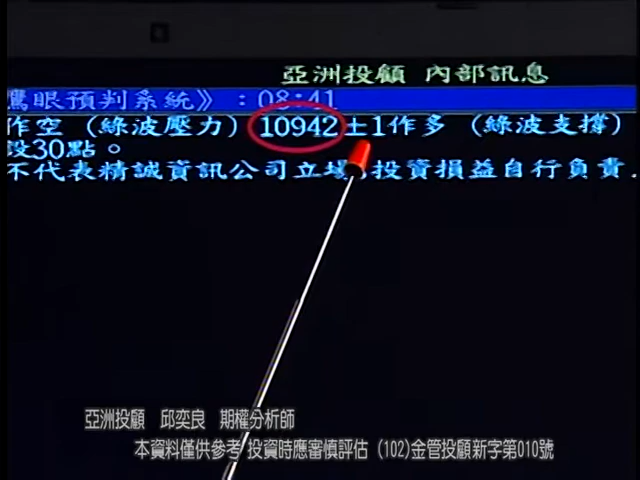 亞洲投顧 內部訊息
鷹眼預判系統》：08:41
作空（綠波壓力）10942±1作多（綠波支撐）
設30點。
不代表精誠資訊公司立場,投資損益自行負責.
亞洲投顧 邱奕良 期權分析師
本資料僅供參考 投資時應審慎評估 (102)金管投顧新字第010號